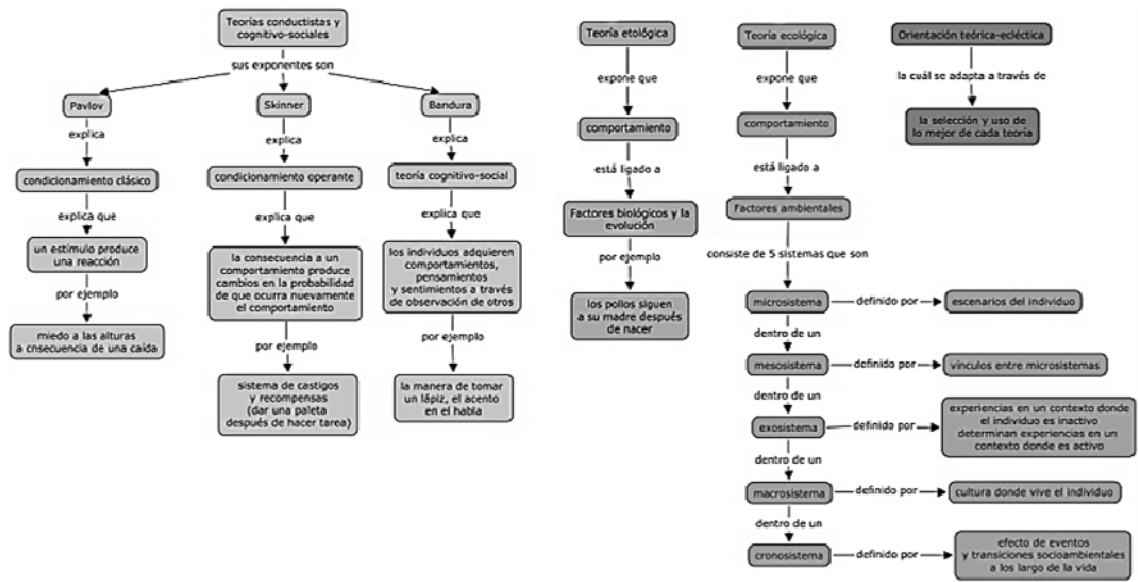 Teorías conductistas y
cognitivo-sociales
sus exponentes son
Pavlov
explica
condicionamiento clásico
explica que
un estímulo produce
una reacción
por ejemplo
miedo a las alturas
a cnsecuencia de una caída
Skinner
explica
condicionamiento operante
explica que
la consecuencia a un
comportamiento produce
cambios en la probabilidad
de que ocurra nuevamente
el comportamiento
por ejemplo
sistema de castigos
y recompensas
(dar una paleta
después de hacer tarea)
Bandura
explica
teoría cognitivo-social
explica que
los individuos adquieren
comportamientos,
pensamientos
y sentimientos a través
de observación de otros
por ejemplo
la manera de tomar
un lápiz, el acento
en el habla
Teoría etológica
expone que
comportamiento
está ligado a
Factores biológicos y la
evolución
por ejemplo
los pollos siguen
a su madre después
de nacer
Teoría ecológica
expone que
comportamiento
está ligado a
Factores ambientales
consiste de 5 sistemas que son
microsistema
definido por
escenarios del individuo
dentro de un
mesosistema
definido por
vínculos entre microsistemas
dentro de un
exosistema
definido por
experiencias en un contexto donde
el individuo es inactivo
determinan experiencias en un
contexto donde es activo
dentro de un
macrosistema
definido por
cultura donde vive el individuo
dentro de un
cronosistema
definido por
efecto de eventos
y transiciones socioambientales
a los largo de la vida
Orientación teórica-ecléctica
la cuál se adapta a través de
la selección y uso de
lo mejor de cada teoría